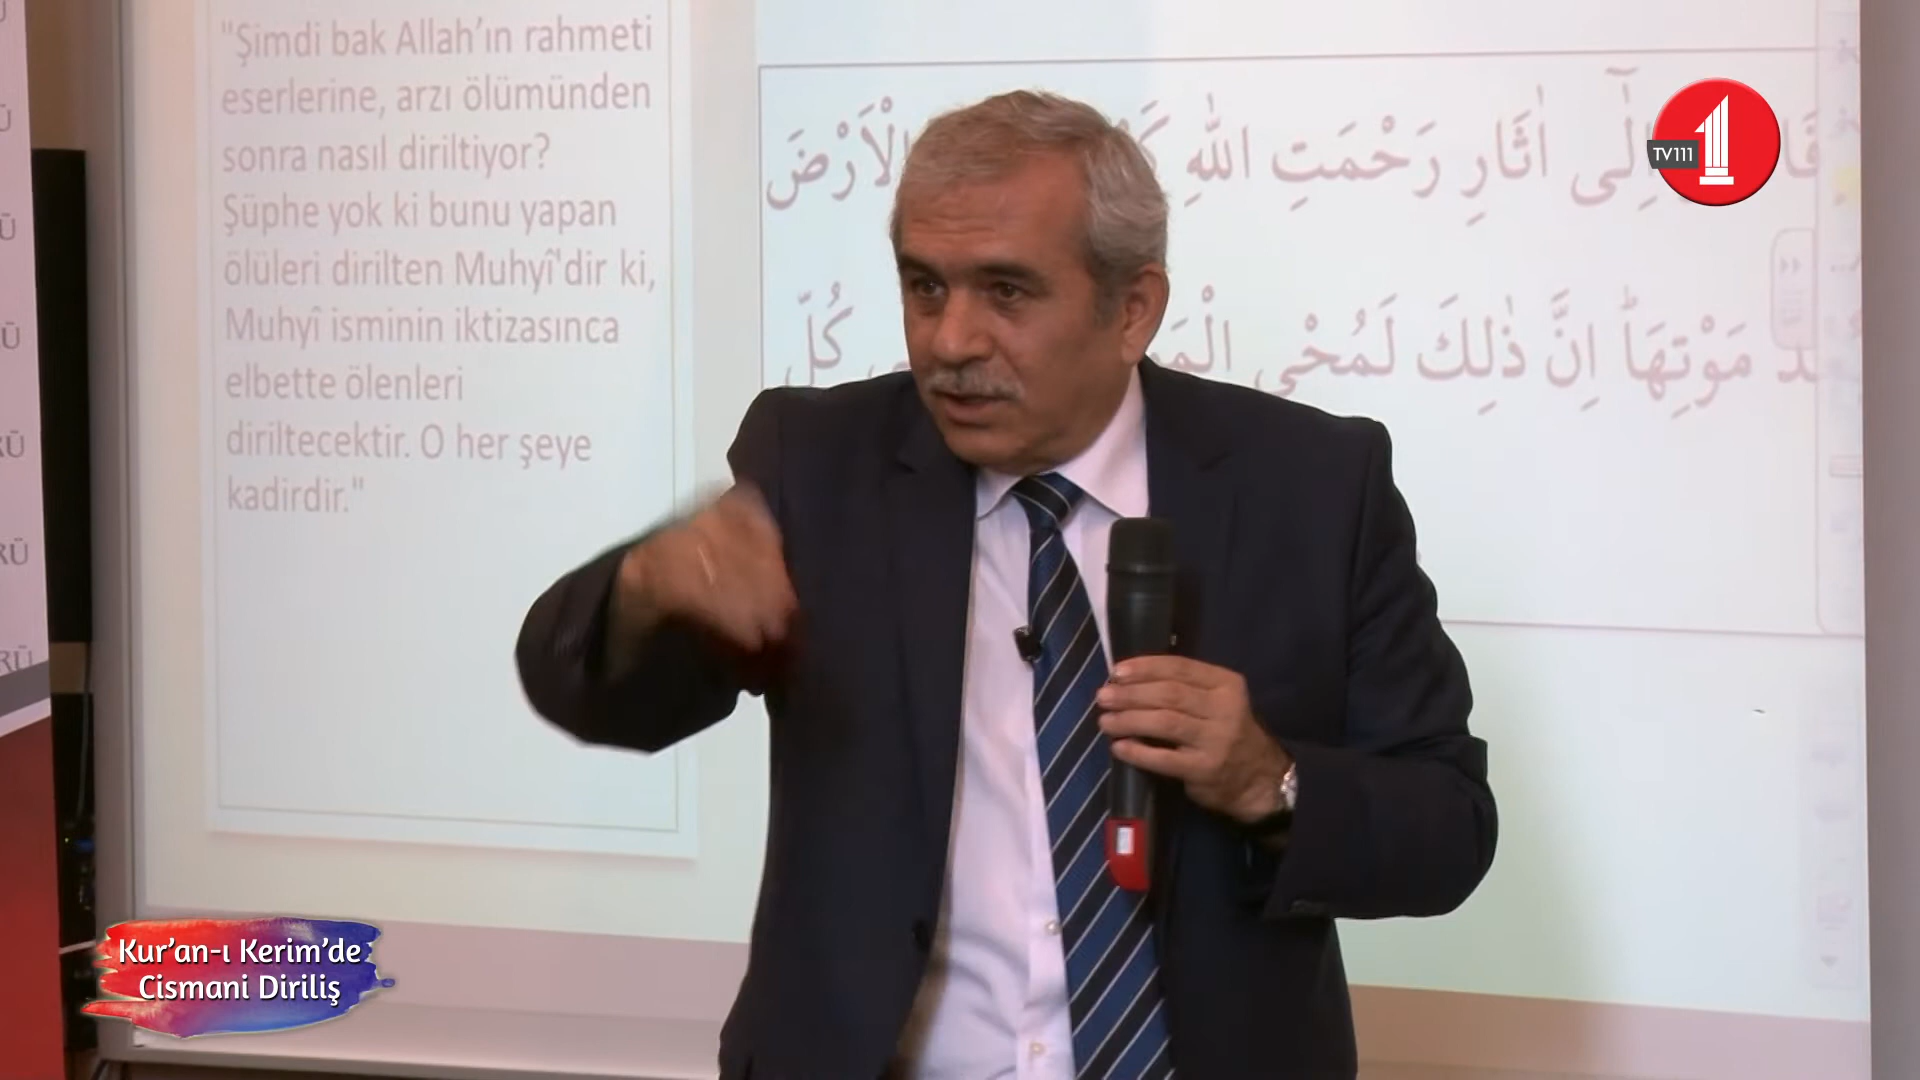 "Şimdi bak Allah'ın rahmeti
eserlerine, arzı ölümünden
sonra nasıl diriltiyor?
Şüphe yok ki bunu yapan
ölüleri dirilten Muhyî'dir ki,
Muhyî isminin iktizasınca
elbette ölenleri
diriltecektir. O her şeye
kadirdir."
اِلٰٓى اٰثَارِ رَحْمَتِ اللّٰهِ الْاَرْضَ
مَوْتِهَاۜ اِنَّ ذٰلِكَ لَمُحْيِ كُلِّ
TV111
1
Kur'an-ı Kerim'de
Cismani Diriliş